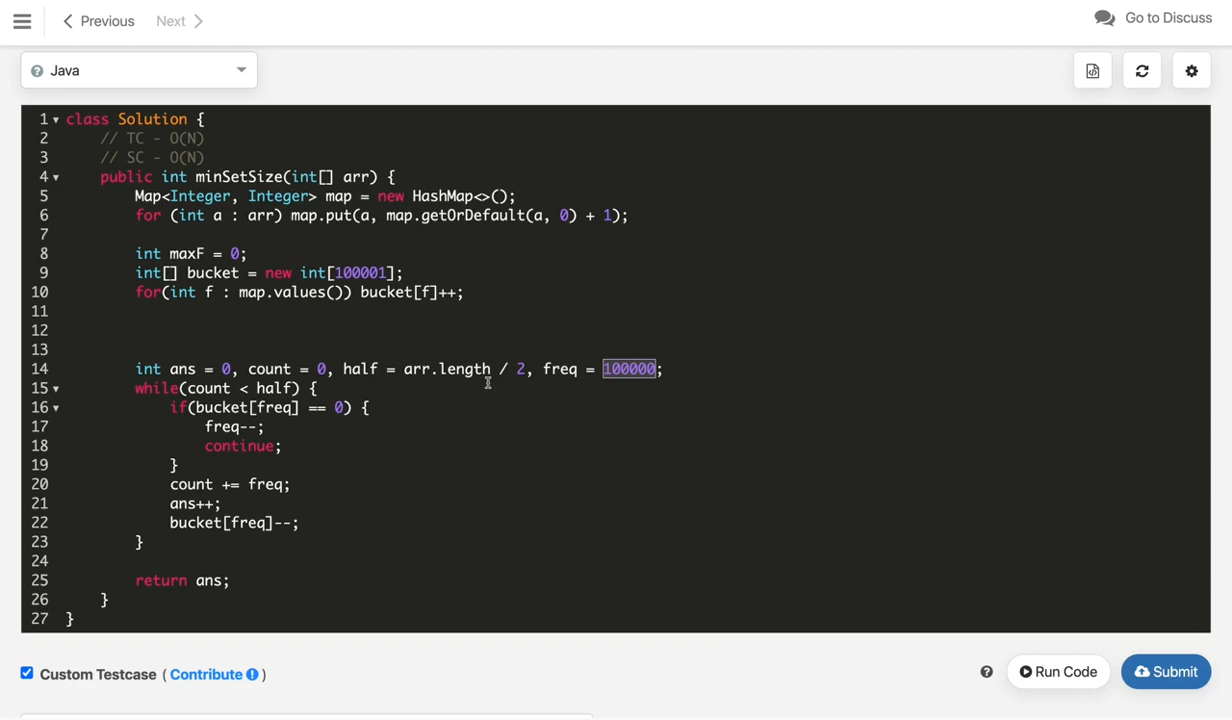 Previous Next Go to Discuss
Java
1 class Solution {
2 // TC - O(N)
3 // SC - O(N)
4 public int minSetSize(int[] arr) {
5 Map<Integer, Integer> map = new HashMap<>();
6 for (int a : arr) map.put(a, map.getOrDefault(a, 0) + 1);
7
8 int maxF = 0;
9 int[] bucket = new int[100001];
10 for(int f : map.values()) bucket[f]++;
11
12
13
14 int ans = 0, count = 0, half = arr.length / 2, freq = 100000;
15 while(count < half) {
16 if(bucket[freq] == 0) {
17 freq--;
18 continue;
19 }
20 count += freq;
21 ans++;
22 bucket[freq]--;
23 }
24
25 return ans;
26 }
27 }
Custom Testcase ( Contribute ) Run Code Submit